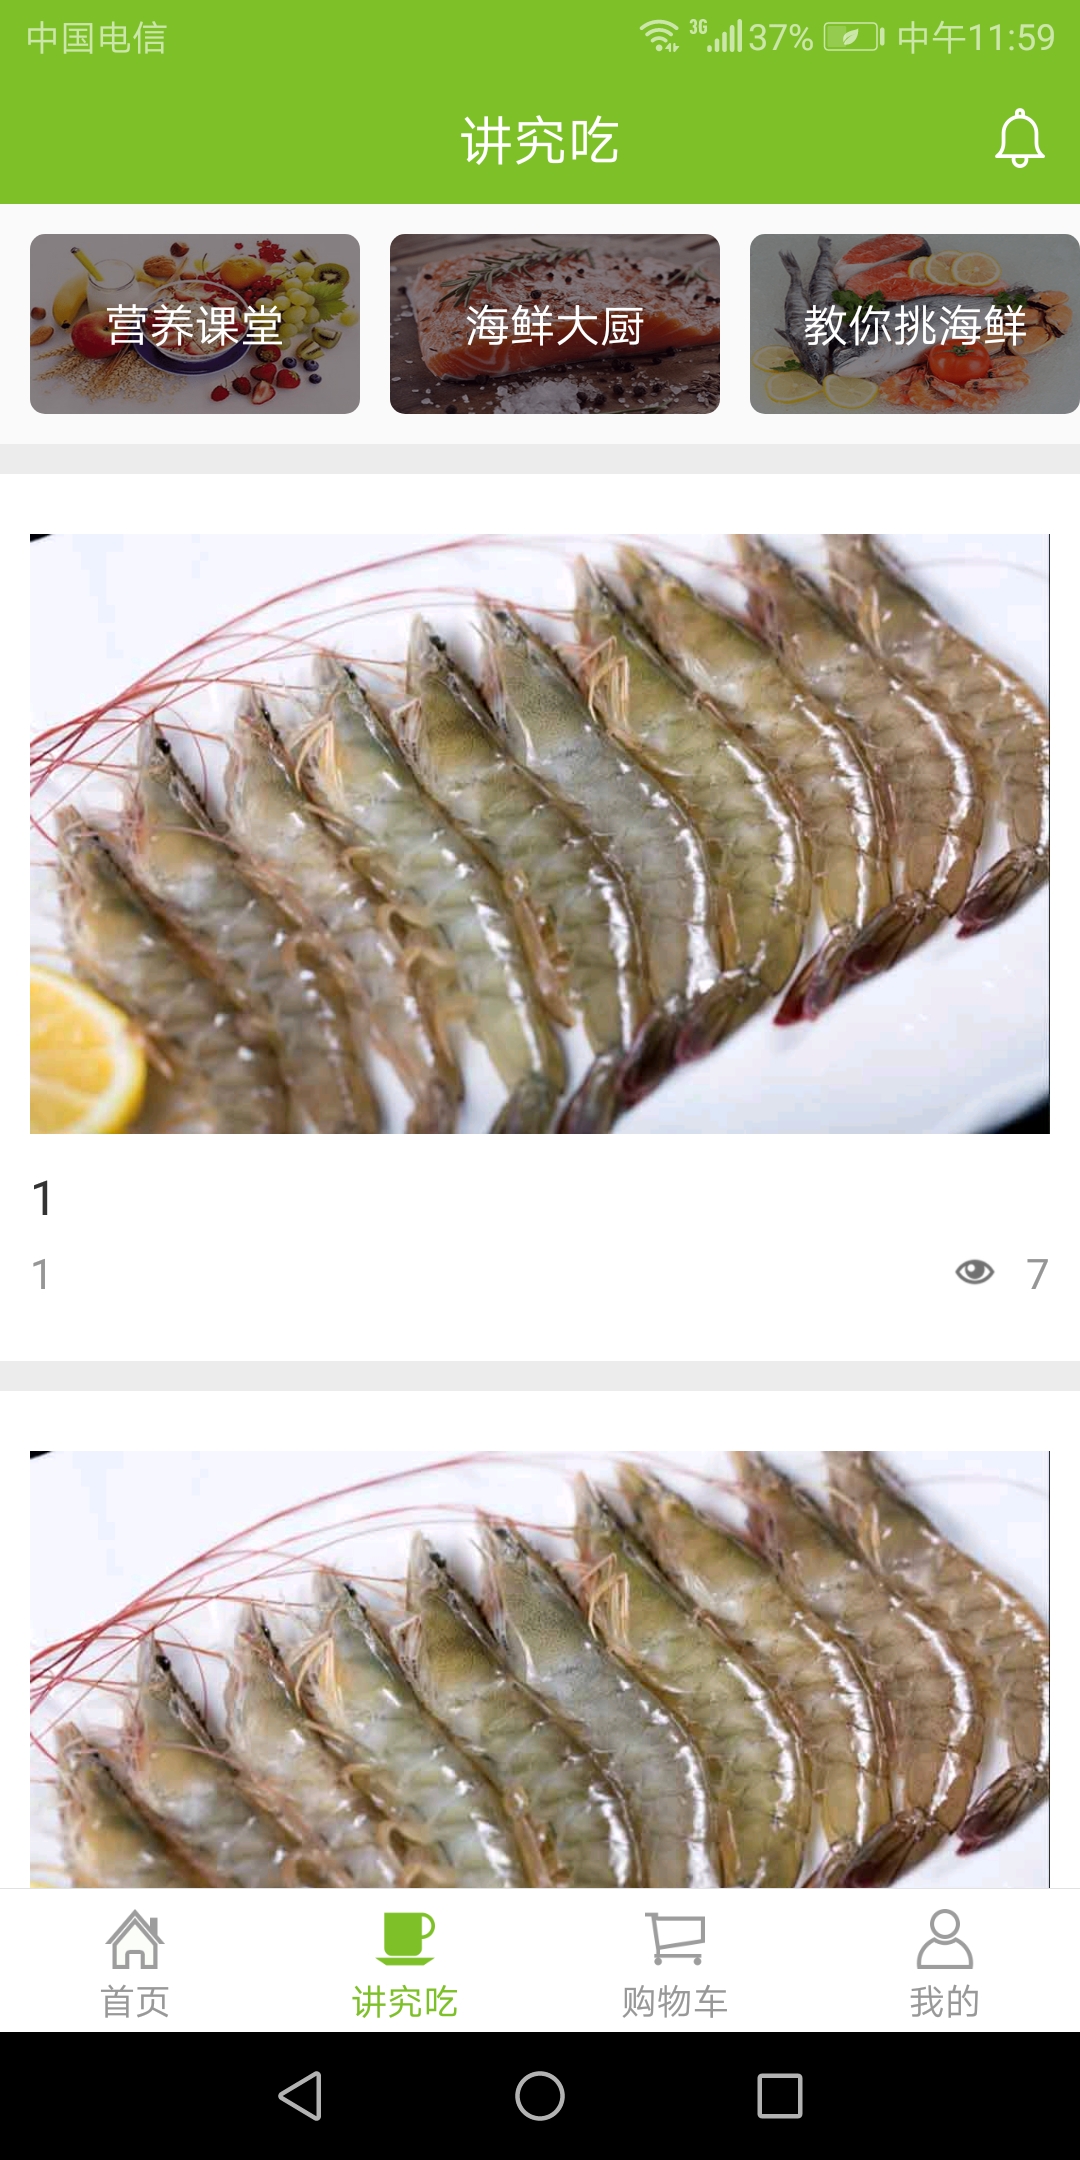 中国电信 3G 37% 中午11:59
讲究吃
营养课堂 海鲜大厨 教你挑海鲜
1
1 7
首页 讲究吃 购物车 我的